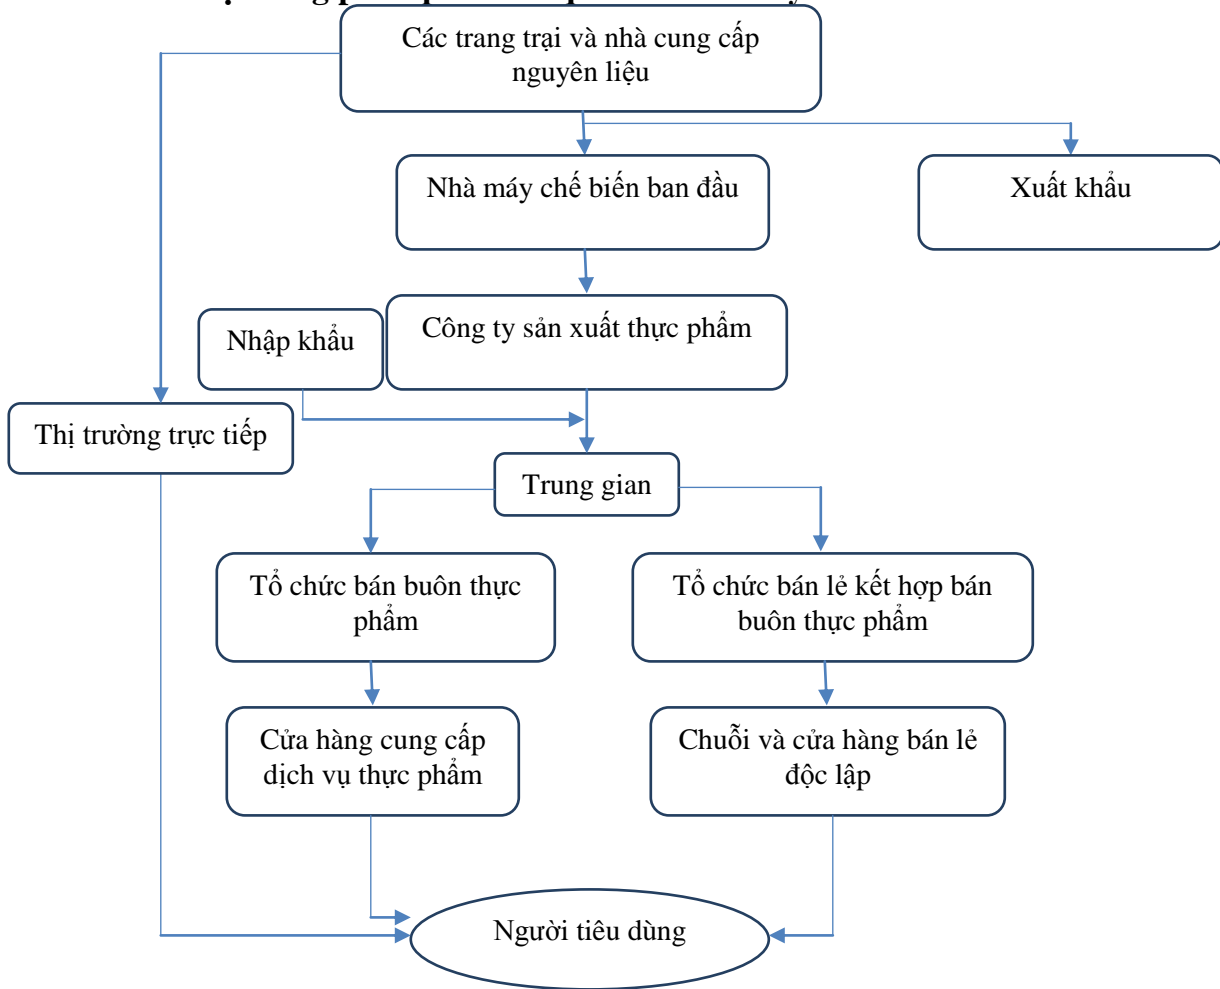 Các trang trại và nhà cung cấp
nguyên liệu
Nhà máy chế biến ban đầu
Xuất khẩu
Nhập khẩu
Công ty sản xuất thực phẩm
Thị trường trực tiếp
Trung gian
Tổ chức bán buôn thực
phẩm
Tổ chức bán lẻ kết hợp bán
buôn thực phẩm
Cửa hàng cung cấp
dịch vụ thực phẩm
Chuỗi và cửa hàng bán lẻ
độc lập
Người tiêu dùng